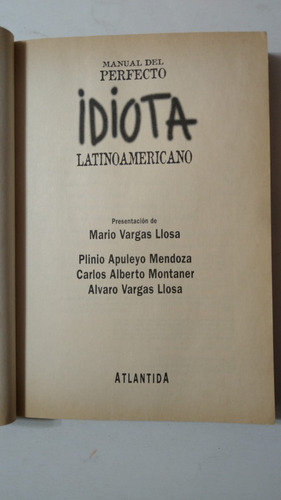 MANUAL DEL
PERFECTO
iDiOTA
LATINOAMERICANO
Presentación de
Mario Vargas Llosa
Plinio Apuleyo Mendoza
Carlos Alberto Montaner
Alvaro Vargas Llosa
ATLANTIDA